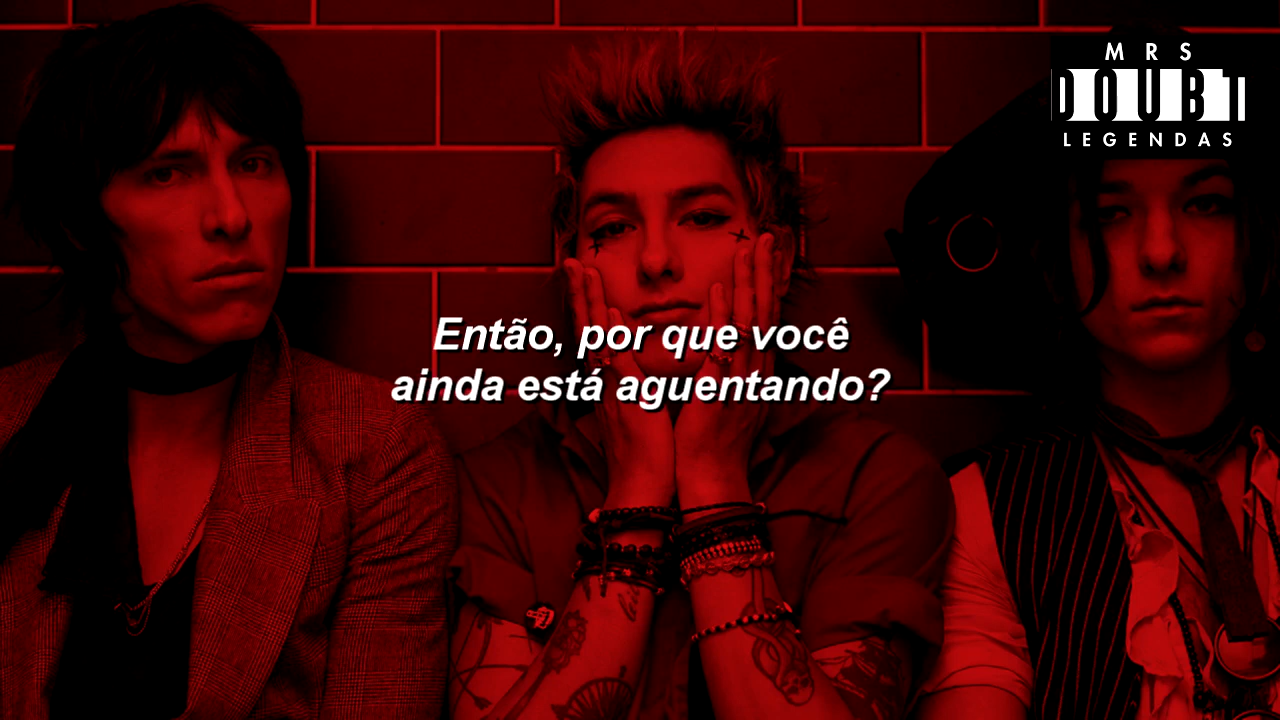 MRS
DOUBT
LEGENDAS
Então, por que você
ainda está aguentando?